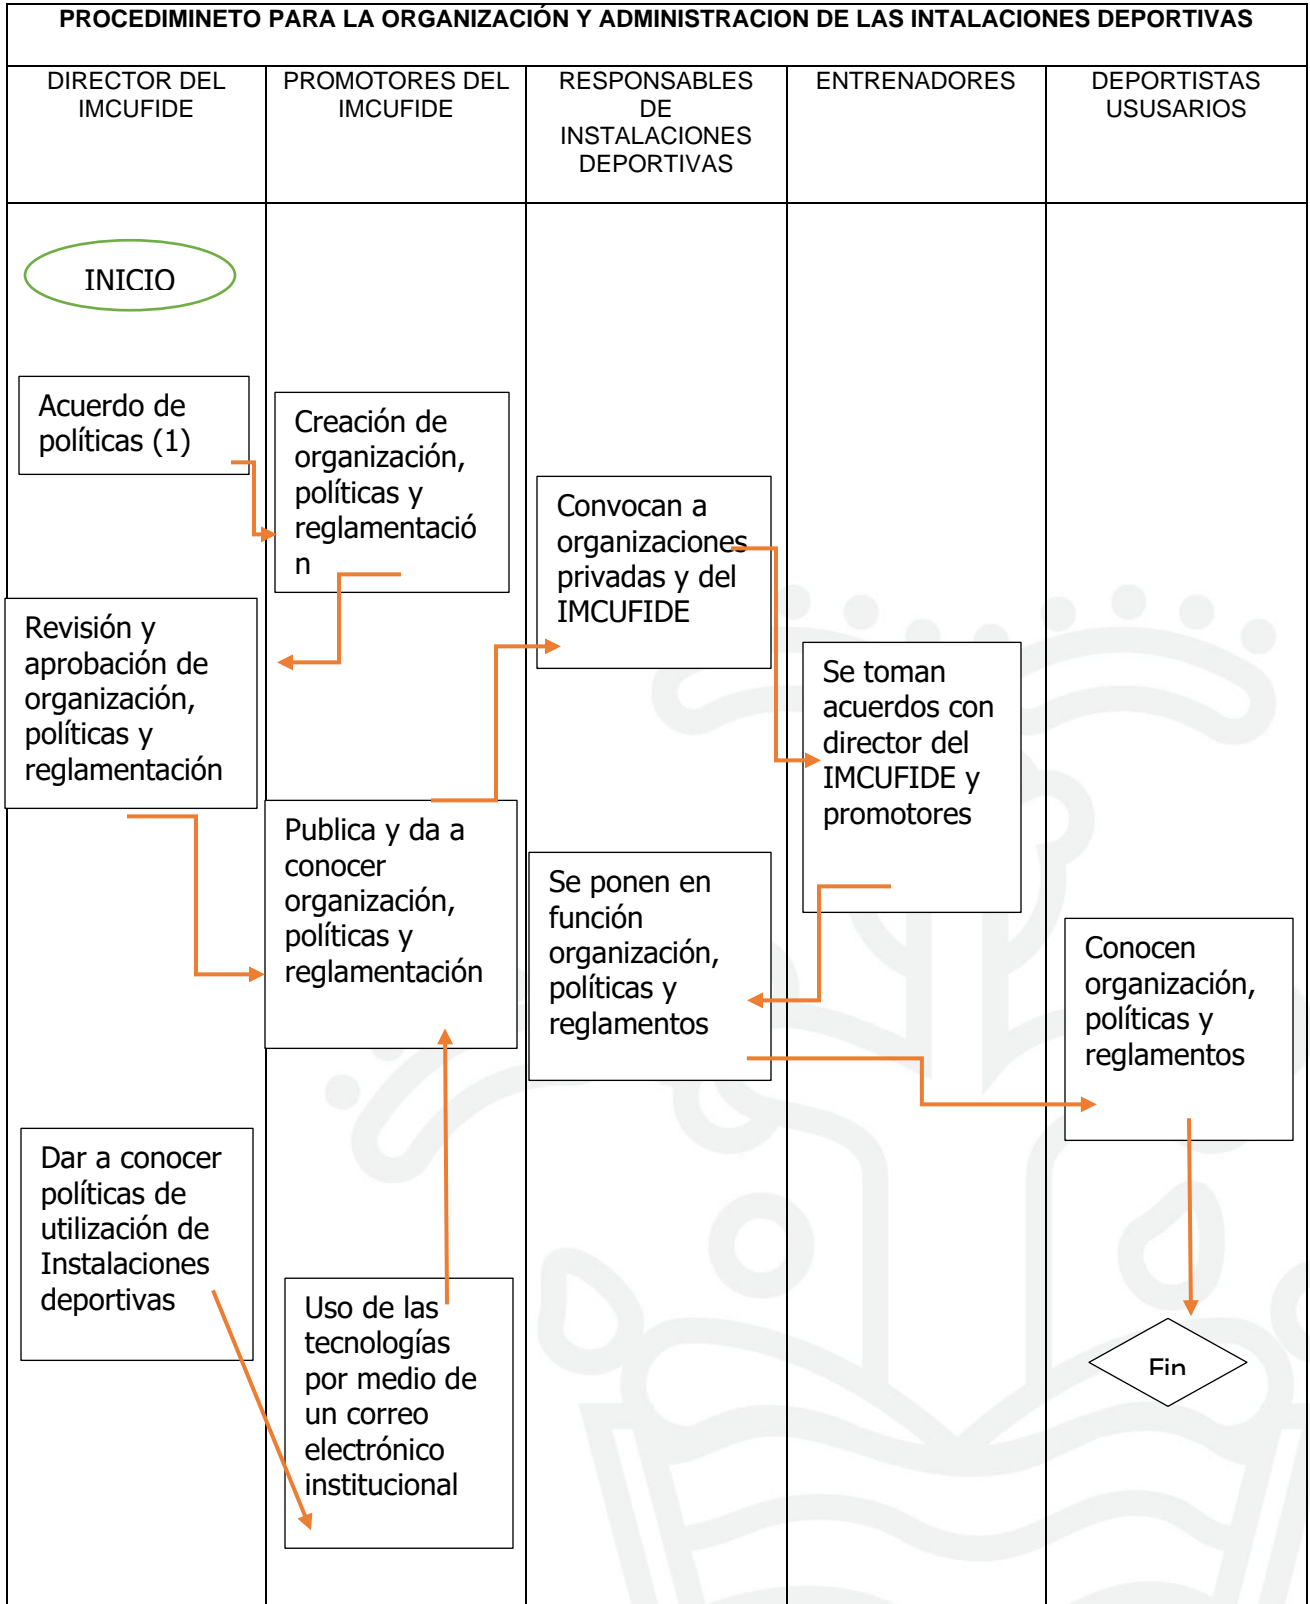 PROCEDIMINETO PARA LA ORGANIZACIÓN Y ADMINISTRACION DE LAS INTALACIONES DEPORTIVAS
DIRECTOR DEL
IMCUFIDE
PROMOTORES DEL
IMCUFIDE
RESPONSABLES
DE
INSTALACIONES
DEPORTIVAS
ENTRENADORES
DEPORTISTAS
USUSARIOS
INICIO
Acuerdo de
políticas (1)
Creación de
organización,
políticas y
reglamentació
n
Convocan a
organizaciones
privadas y del
IMCUFIDE
Revisión y
aprobación de
organización,
políticas y
reglamentación
Se toman
acuerdos con
director del
IMCUFIDE y
promotores
Publica y da a
conocer
organización,
políticas y
reglamentación
Se ponen en
función
organización,
políticas y
reglamentos
Conocen
organización,
políticas y
reglamentos
Dar a conocer
políticas de
utilización de
Instalaciones
deportivas
Uso de las
tecnologías
por medio de
un correo
electrónico
institucional
Fin